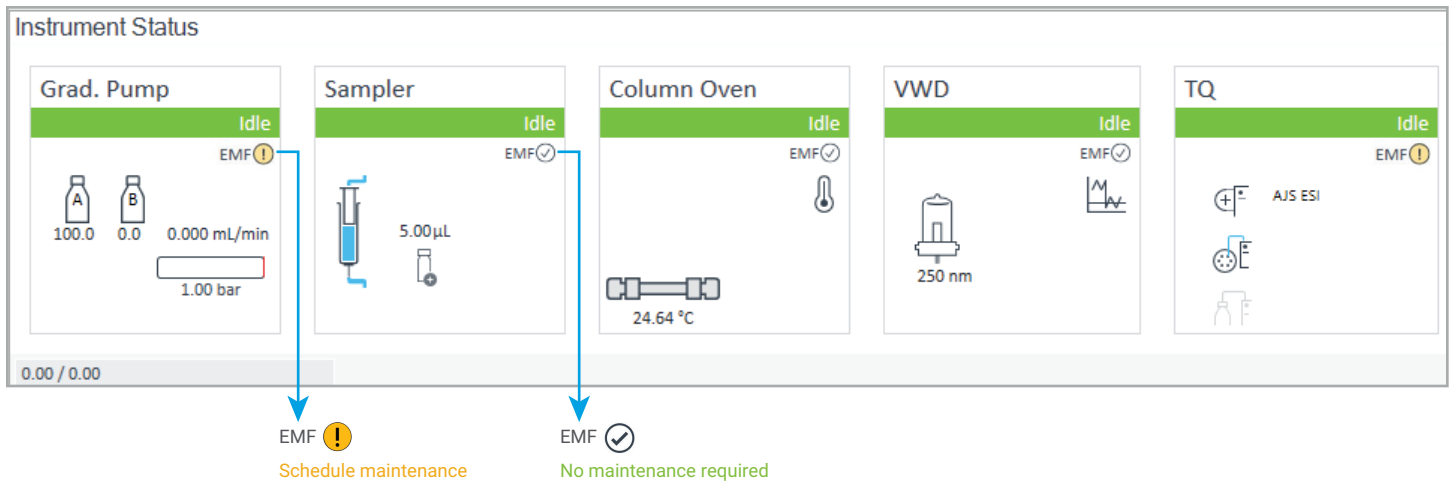 Instrument Status
Grad. Pump
Idle
EMF
A
B
100.0
0.0
0.000 mL/min
1.00 bar
Sampler
Idle
EMF
5.00 µL
Column Oven
Idle
EMF
24.64 °C
VWD
Idle
EMF
250 nm
TQ
Idle
EMF
AJS ESI
0.00 / 0.00
EMF
Schedule maintenance
EMF
No maintenance required